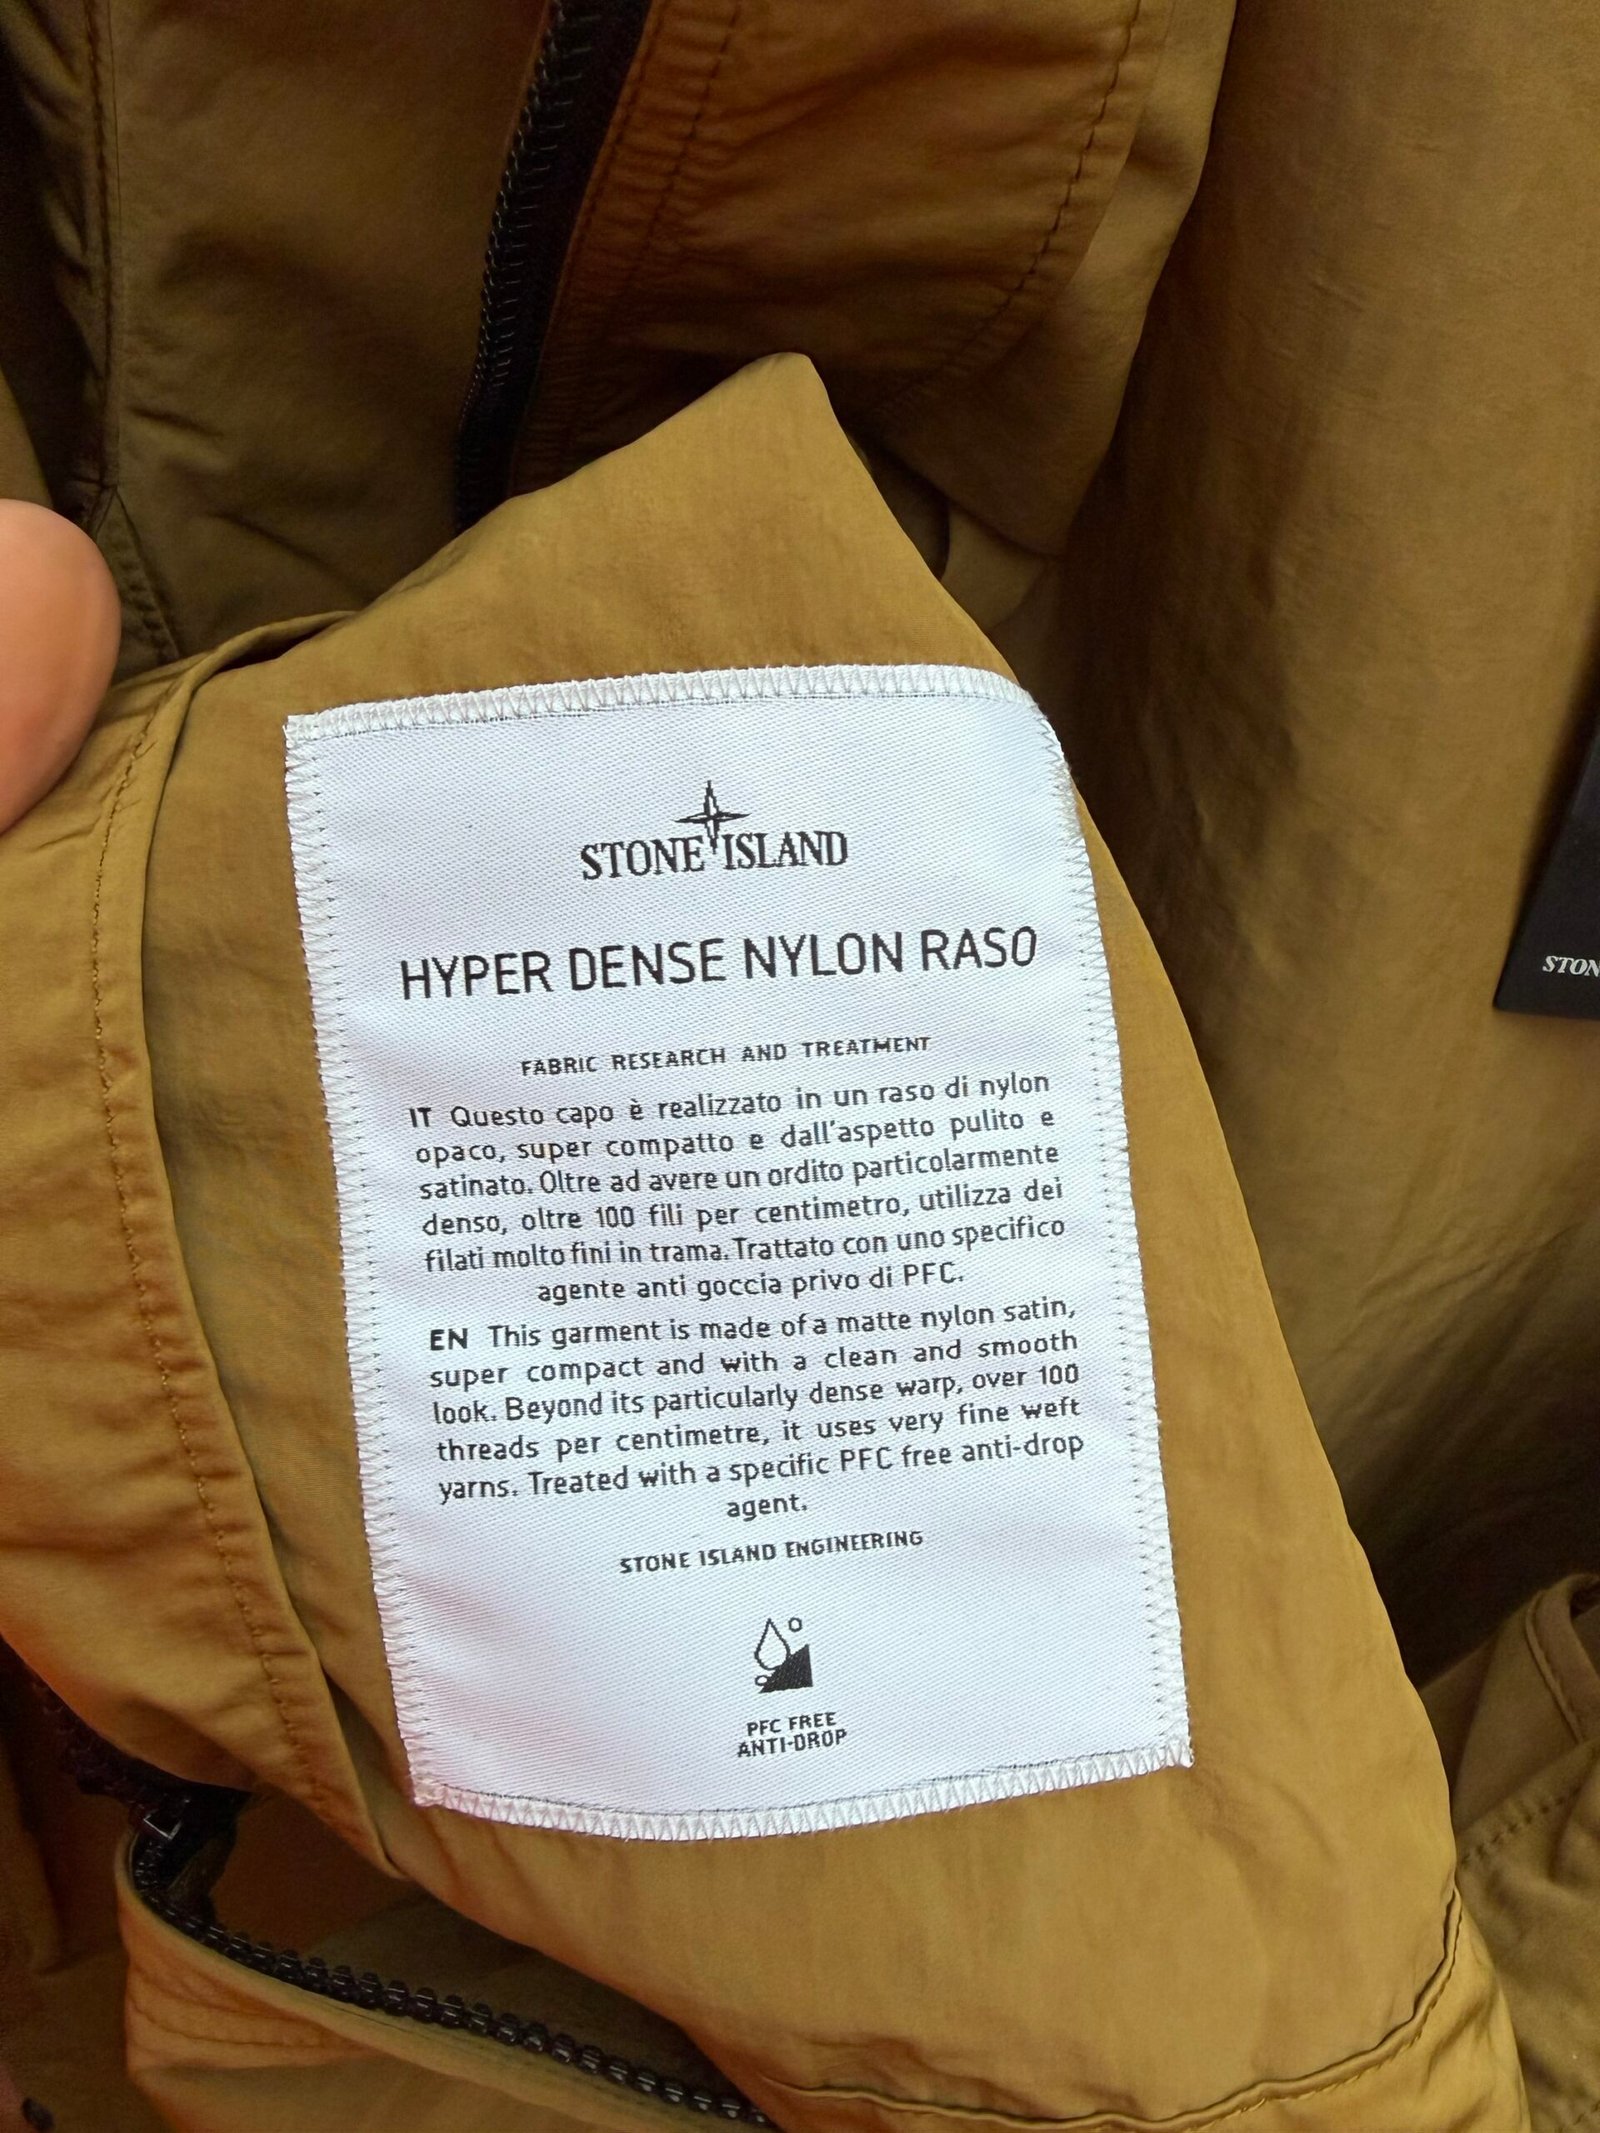 STONE ISLAND
HYPER DENSE NYLON RASO
FABRIC RESEARCH AND TREATMENT
IT Questo capo è realizzato in un raso di nylon
opaco, super compatto e dall'aspetto pulito e
satinato. Oltre ad avere un ordito particolarmente
denso, oltre 100 fili per centimetro, utilizza dei
filati molto fini in trama. Trattato con uno specifico
agente anti goccia privo di PFC.
EN This garment is made of a matte nylon satin,
super compact and with a clean and smooth
look. Beyond its particularly dense warp, over 100
threads per centimetre, it uses very fine weft
yarns. Treated with a specific PFC free anti-drop
agent.
STONE ISLAND ENGINEERING
PFC FREE
ANTI-DROP
STON